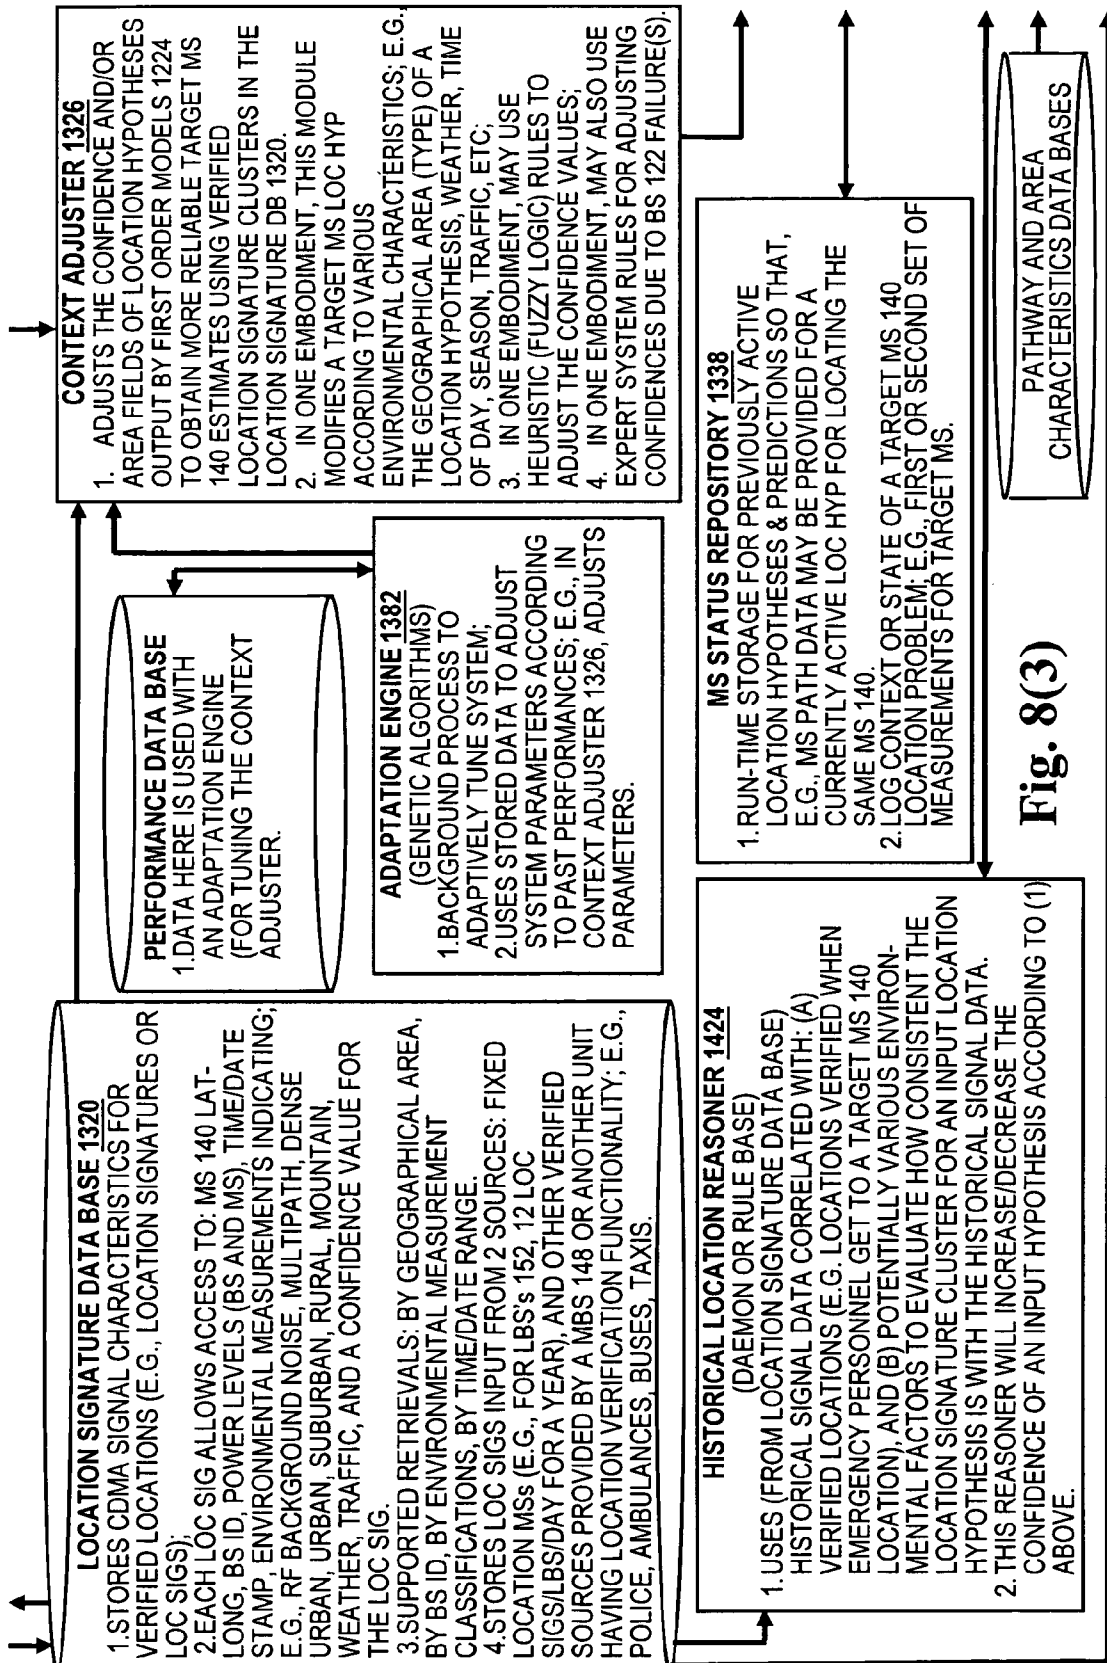 LOCATION SIGNATURE DATA BASE 1320
1.STORES CDMA SIGNAL CHARACTERISTICS FOR
VERIFIED LOCATIONS (E.G., LOCATION SIGNATURES OR
LOC SIGS);
2.EACH LOC SIG ALLOWS ACCESS TO: MS 140 LAT-
LONG, BS ID, POWER LEVELS (BS AND MS), TIME/DATE
STAMP, ENVIRONMENTAL MEASUREMENTS INDICATING;
E.G., RF BACKGROUND NOISE, MULTIPATH, DENSE
URBAN, URBAN, SUBURBAN, RURAL, MOUNTAIN,
WEATHER, TRAFFIC, AND A CONFIDENCE VALUE FOR
THE LOC SIG.
3.SUPPORTED RETRIEVALS: BY GEOGRAPHICAL AREA,
BY BS ID, BY ENVIRONMENTAL MEASUREMENT
CLASSIFICATIONS, BY TIME/DATE RANGE.
4.STORES LOC SIGS INPUT FROM 2 SOURCES: FIXED
LOCATION MSs (E.G., FOR LBS's 152, 12 LOC
SIGS/LBS/DAY FOR A YEAR), AND OTHER VERIFIED
SOURCES PROVIDED BY A MBS 148 OR ANOTHER UNIT
HAVING LOCATION VERIFICATION FUNCTIONALITY; E.G.,
POLICE, AMBULANCES, BUSES, TAXIS.
PERFORMANCE DATA BASE
1.DATA HERE IS USED WITH
AN ADAPTATION ENGINE
(FOR TUNING THE CONTEXT
ADJUSTER.
ADAPTATION ENGINE 1382
(GENETIC ALGORITHMS)
1.BACKGROUND PROCESS TO
ADAPTIVELY TUNE SYSTEM;
2.USES STORED DATA TO ADJUST
SYSTEM PARAMETERS ACCORDING
TO PAST PERFORMANCES; E.G., IN
CONTEXT ADJUSTER 1326, ADJUSTS
PARAMETERS.
CONTEXT ADJUSTER 1326
1. ADJUSTS THE CONFIDENCE AND/OR
AREA FIELDS OF LOCATION HYPOTHESES
OUTPUT BY FIRST ORDER MODELS 1224
TO OBTAIN MORE RELIABLE TARGET MS
140 ESTIMATES USING VERIFIED
LOCATION SIGNATURE CLUSTERS IN THE
LOCATION SIGNATURE DB 1320.
2. IN ONE EMBODIMENT, THIS MODULE
MODIFIES A TARGET MS LOC HYP
ACCORDING TO VARIOUS
ENVIRONMENTAL CHARACTERISTICS; E.G.,
THE GEOGRAPHICAL AREA (TYPE) OF A
LOCATION HYPOTHESIS, WEATHER, TIME
OF DAY, SEASON, TRAFFIC, ETC;
3. IN ONE EMBODIMENT, MAY USE
HEURISTIC (FUZZY LOGIC) RULES TO
ADJUST THE CONFIDENCE VALUES;
4. IN ONE EMBODIMENT, MAY ALSO USE
EXPERT SYSTEM RULES FOR ADJUSTING
CONFIDENCES DUE TO BS 122 FAILURE(S).
HISTORICAL LOCATION REASONER 1424
(DAEMON OR RULE BASE)
1.USES (FROM LOCATION SIGNATURE DATA BASE)
HISTORICAL SIGNAL DATA CORRELATED WITH: (A)
VERIFIED LOCATIONS (E.G. LOCATIONS VERIFIED WHEN
EMERGENCY PERSONNEL GET TO A TARGET MS 140
LOCATION), AND (B) POTENTIALLY VARIOUS ENVIRON-
MENTAL FACTORS TO EVALUATE HOW CONSISTENT THE
LOCATION SIGNATURE CLUSTER FOR AN INPUT LOCATION
HYPOTHESIS IS WITH THE HISTORICAL SIGNAL DATA.
2.THIS REASONER WILL INCREASE/DECREASE THE
CONFIDENCE OF AN INPUT HYPOTHESIS ACCORDING TO (1)
ABOVE.
MS STATUS REPOSITORY 1338
1.RUN-TIME STORAGE FOR PREVIOUSLY ACTIVE
LOCATION HYPOTHESES & PREDICTIONS SO THAT,
E.G., MS PATH DATA MAY BE PROVIDED FOR A
CURRENTLY ACTIVE LOC HYP FOR LOCATING THE
SAME MS 140.
2. LOG CONTEXT OR STATE OF A TARGET MS 140
LOCATION PROBLEM; E.G., FIRST OR SECOND SET OF
MEASUREMENTS FOR TARGET MS.
PATHWAY AND AREA
CHARACTERISTICS DATA BASES
Fig. 8(3)